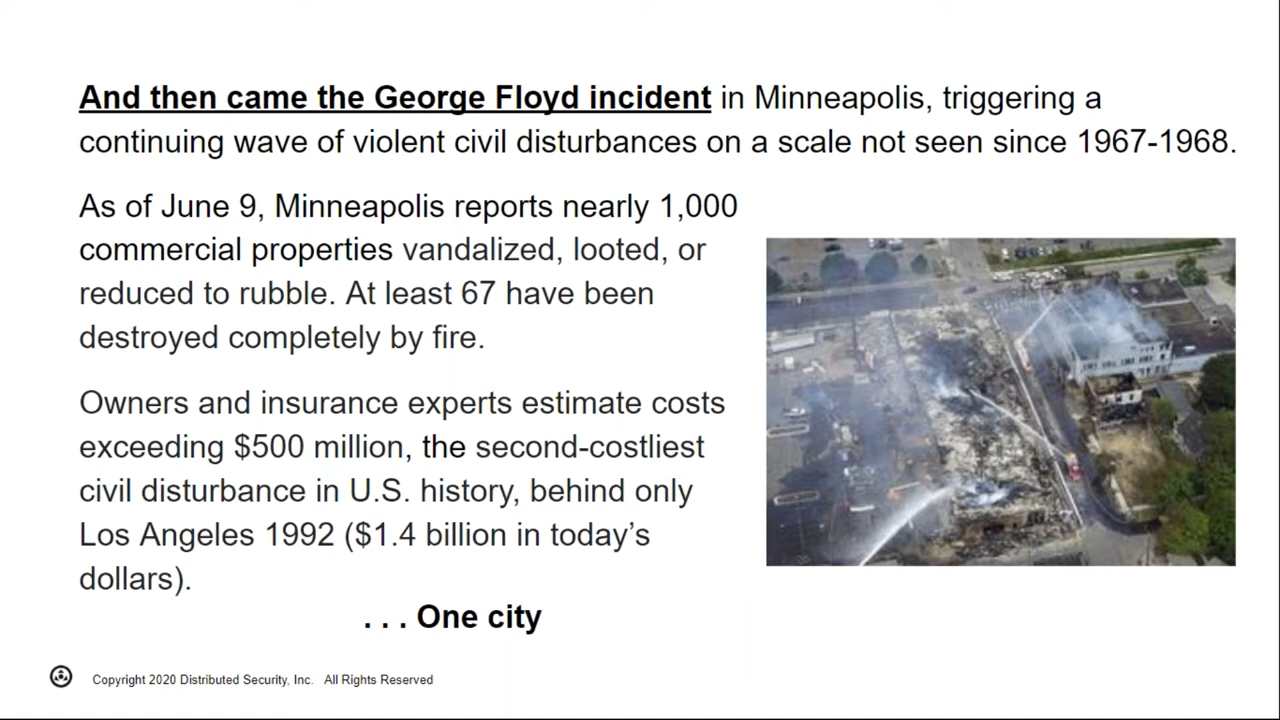 And then came the George Floyd incident in Minneapolis, triggering a
continuing wave of violent civil disturbances on a scale not seen since 1967-1968.
As of June 9, Minneapolis reports nearly 1,000
commercial properties vandalized, looted, or
reduced to rubble. At least 67 have been
destroyed completely by fire.
Owners and insurance experts estimate costs
exceeding $500 million, the second-costliest
civil disturbance in U.S. history, behind only
Los Angeles 1992 ($1.4 billion in today’s
dollars).
. . . One city
Copyright 2020 Distributed Security, Inc. All Rights Reserved